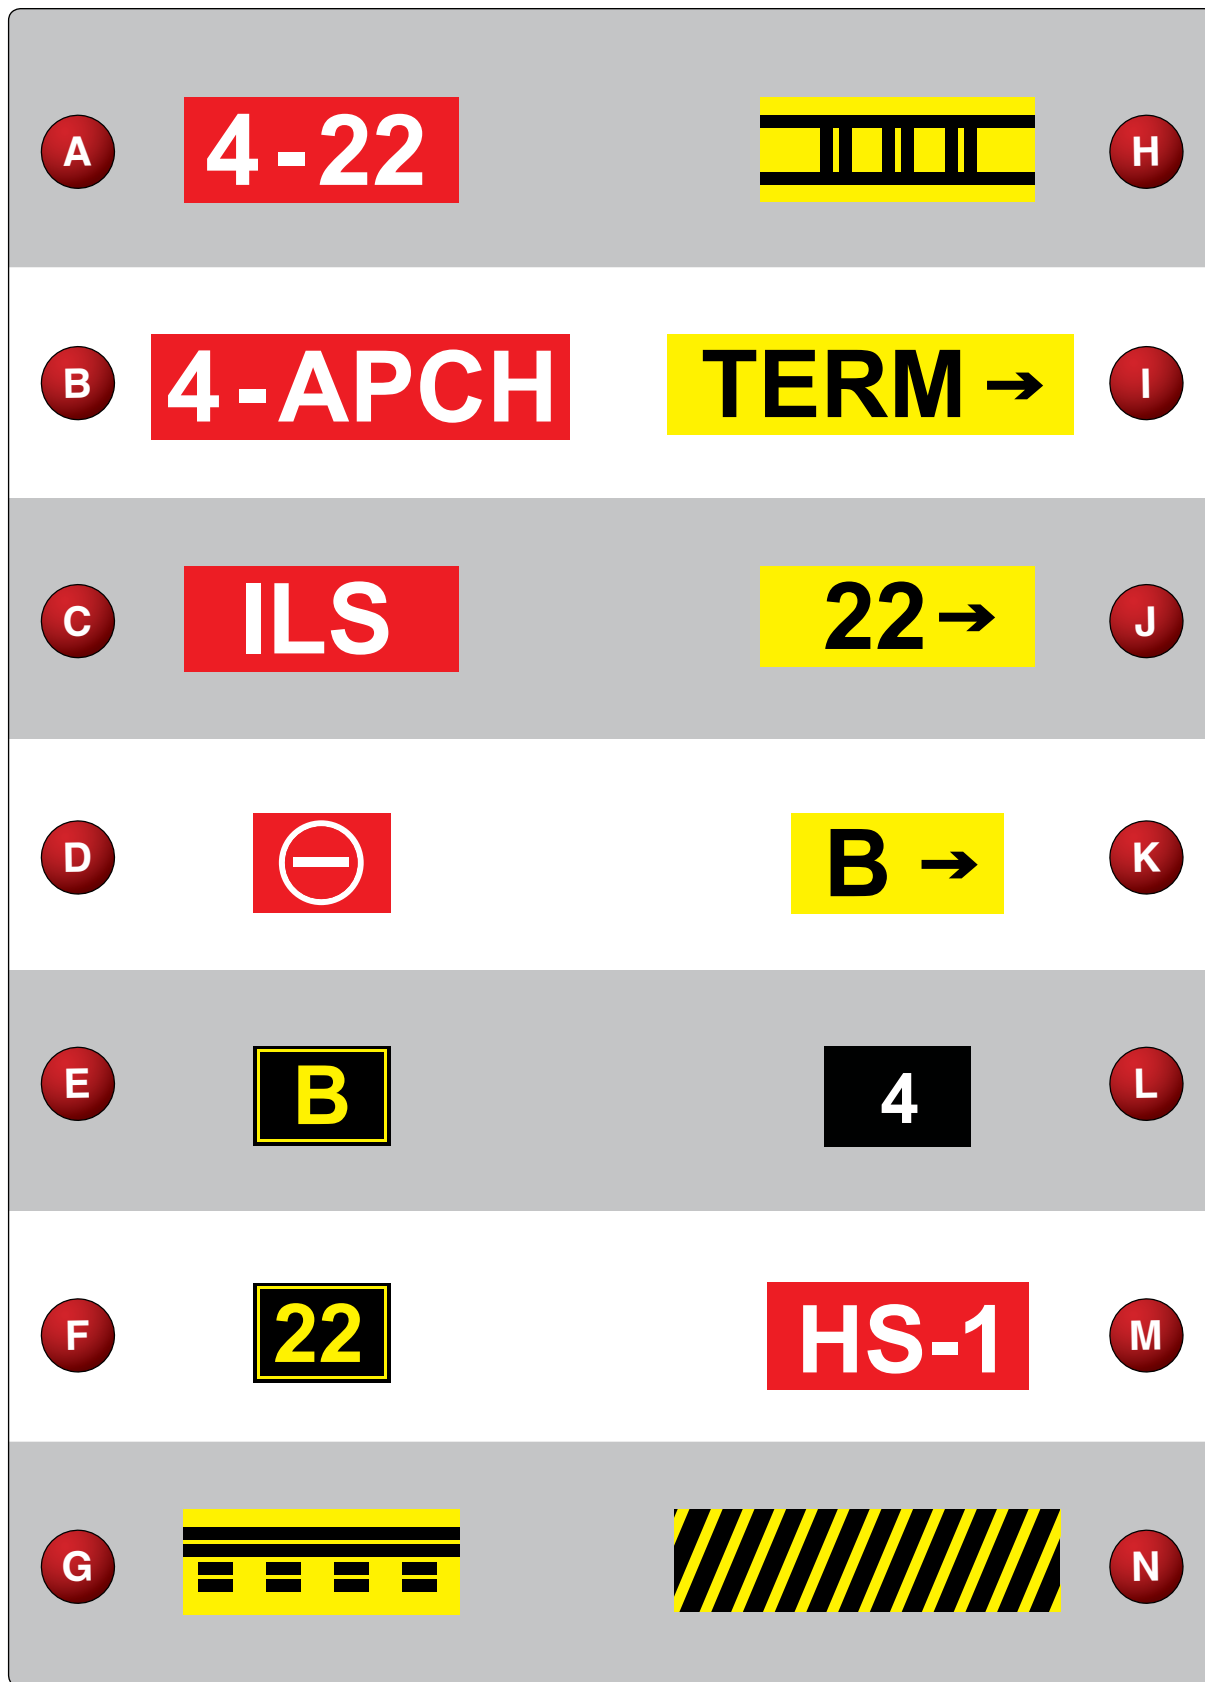 A 4-22 H
B 4-APCH TERM → I
C ILS 22→ J
D B → K
E B 4 L
F 22 HS-1 M
G N